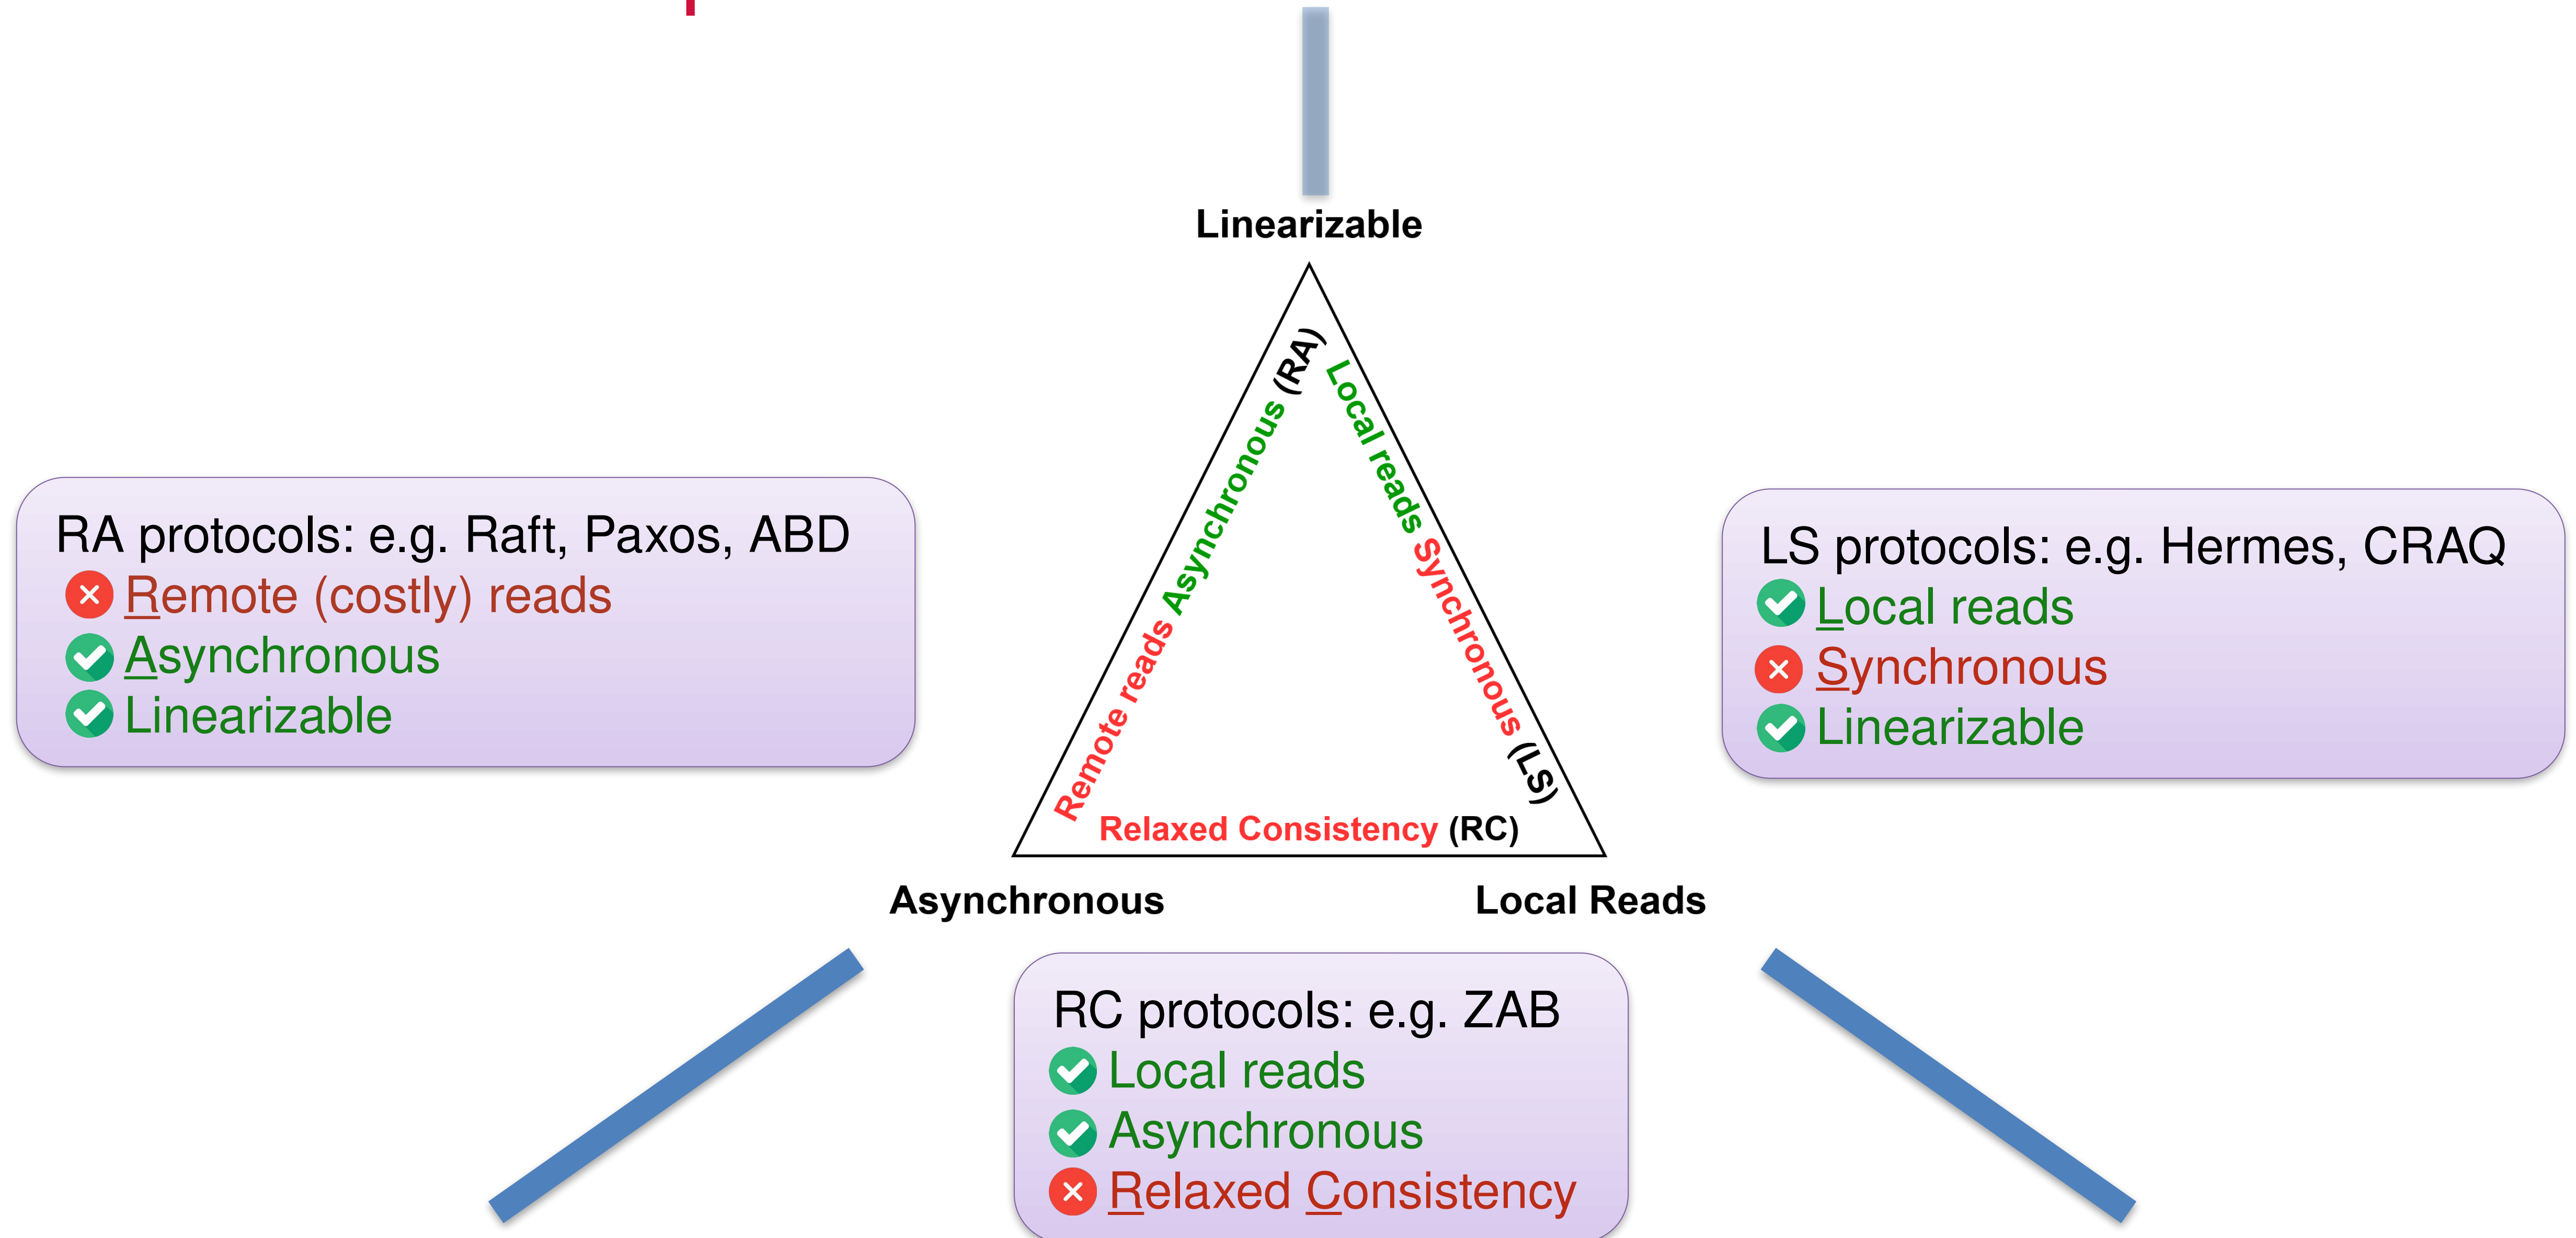 Linearizable
Remote reads Asynchronous (RA)
Local reads Synchronous (LS)
Relaxed Consistency (RC)
Asynchronous
Local Reads
RA protocols: e.g. Raft, Paxos, ABD
Remote (costly) reads
Asynchronous
Linearizable
LS protocols: e.g. Hermes, CRAQ
Local reads
Synchronous
Linearizable
RC protocols: e.g. ZAB
Local reads
Asynchronous
Relaxed Consistency